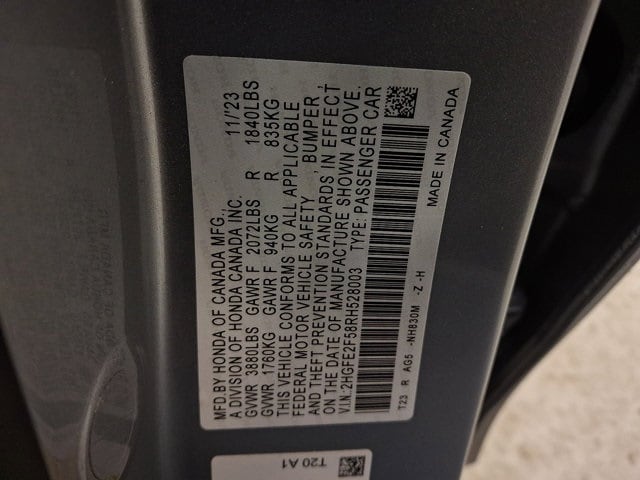 MFD.BY HONDA OF CANADA MFG.,
A DIVISION OF HONDA CANADA INC. 11/'23
GVWR 3880LBS GAWR F 2072LBS R 1840LBS
GVWR 1760KG GAWR F 940KG R 835KG
THIS VEHICLE CONFORMS TO ALL APPLICABLE
FEDERAL MOTOR VEHICLE SAFETY , BUMPER ,
AND THEFT PREVENTION STANDARDS IN EFFECT
ON THE DATE OF MANUFACTURE SHOWN ABOVE.
V.I.N.:2HGFE2F58RH528003 TYPE: PASSENGER CAR
T23 R AG5 -NH830M -Z -H
MADE IN CANADA
T20 A1